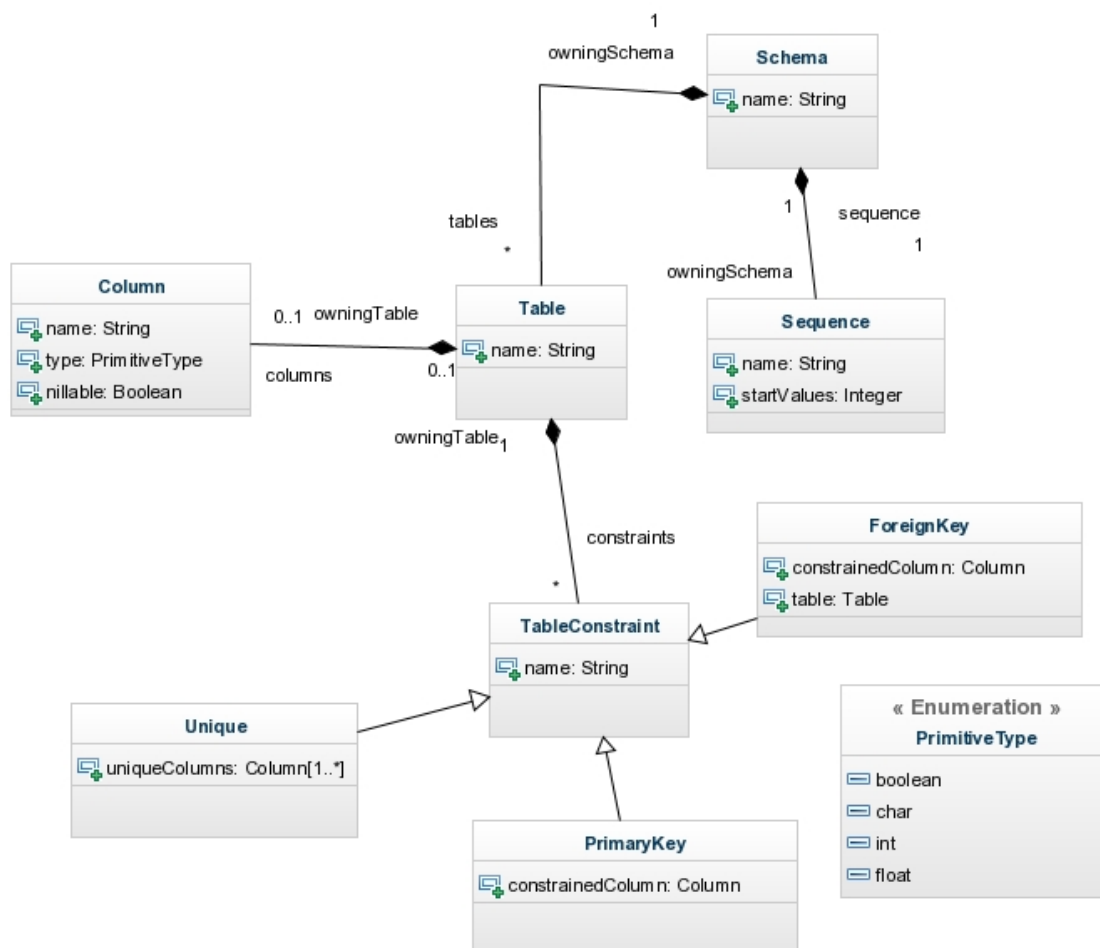 1
owningSchema
Schema
name: String
1
sequence
1
owningSchema
tables
*
Column
name: String
type: PrimitiveType
nillable: Boolean
0..1
owningTable
columns
0..1
Table
name: String
Sequence
name: String
startValues: Integer
owningTable
1
constraints
*
ForeignKey
constrainedColumn: Column
table: Table
TableConstraint
name: String
Unique
uniqueColumns: Column[1..*]
« Enumeration »
PrimitiveType
boolean
char
int
float
PrimaryKey
constrainedColumn: Column